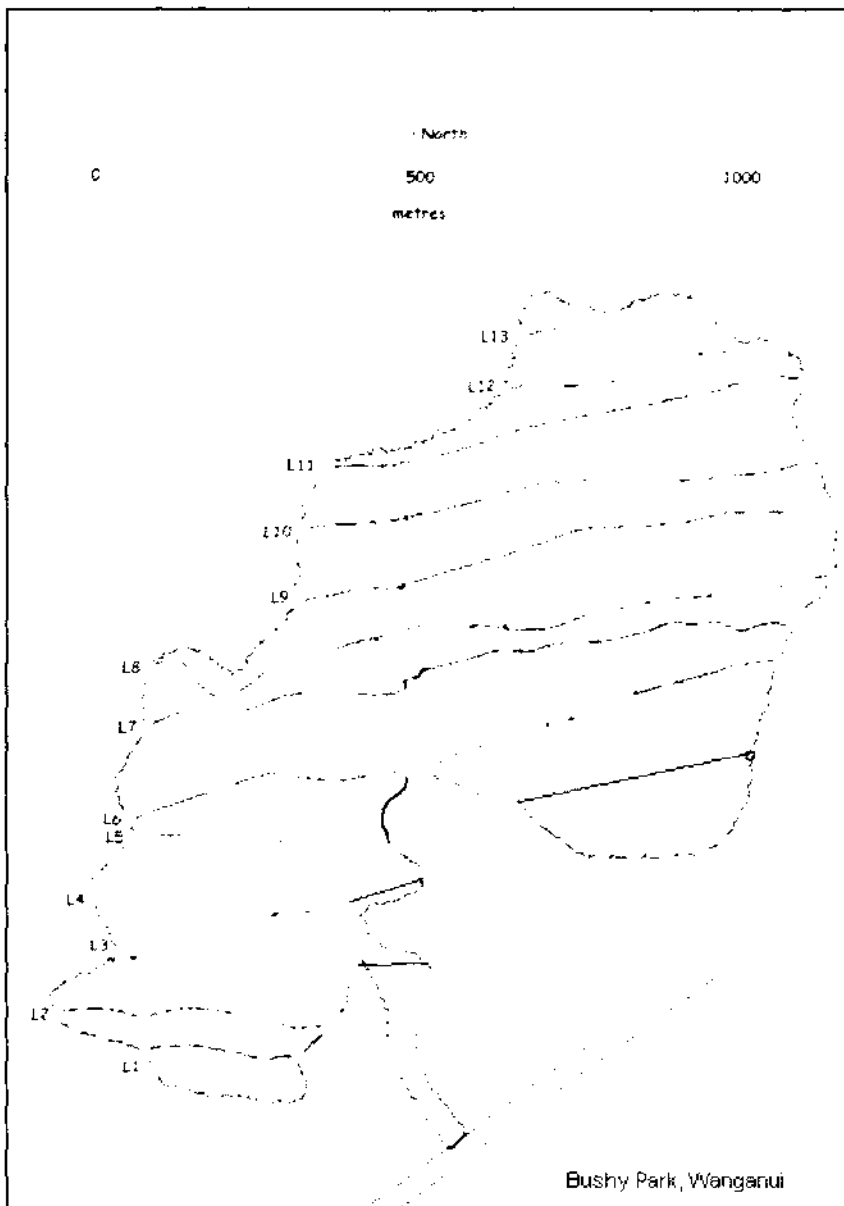 North
0 500 1000
metres
L13
L12
L11
L10
L9
L8
L7
L6
L5
L4
L3
L2
L1
Bushy Park, Wanganui